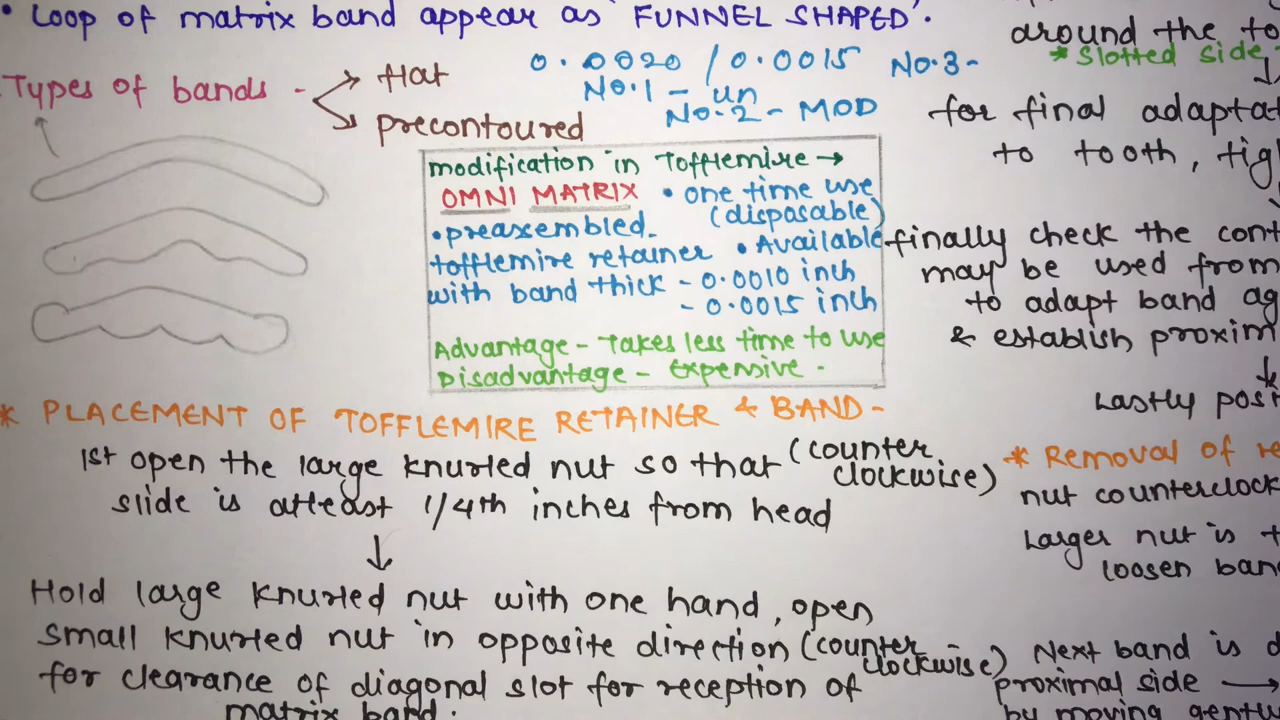 • Loop of matrix band appear as 'FUNNEL SHAPED'.
Types of bands -
flat
precontoured
0.0020 / 0.0015
No.1 - un
No.2 - MOD
No.3 -
modification in Tofflemire →
OMNI MATRIX
• preassembled.
tofflemire retainer
with band thick - 0.0010 inch
- 0.0015 inch
• one time use
(disposable)
• Available
Advantage - Takes less time to use
Disadvantage - Expensive.
* PLACEMENT OF TOFFLEMIRE RETAINER & BAND -
1st open the large knurled nut so that (counter
clockwise)
slide is atleast 1/4th inches from head
↓
Hold large knurled nut with one hand, open
small knurled nut in opposite direction (counter
clockwise)
for clearance of diagonal slot for reception of
matrix band.
around the to
* Slotted side
↓
for final adaptat
to tooth, tig
finally check the cont
may be used from
to adapt band ag
& establish proxim
↓
Lastly post
* Removal of re
nut counterclock
Larger nut is t
loosen ban
Next band is d
proximal side →
by moving gently